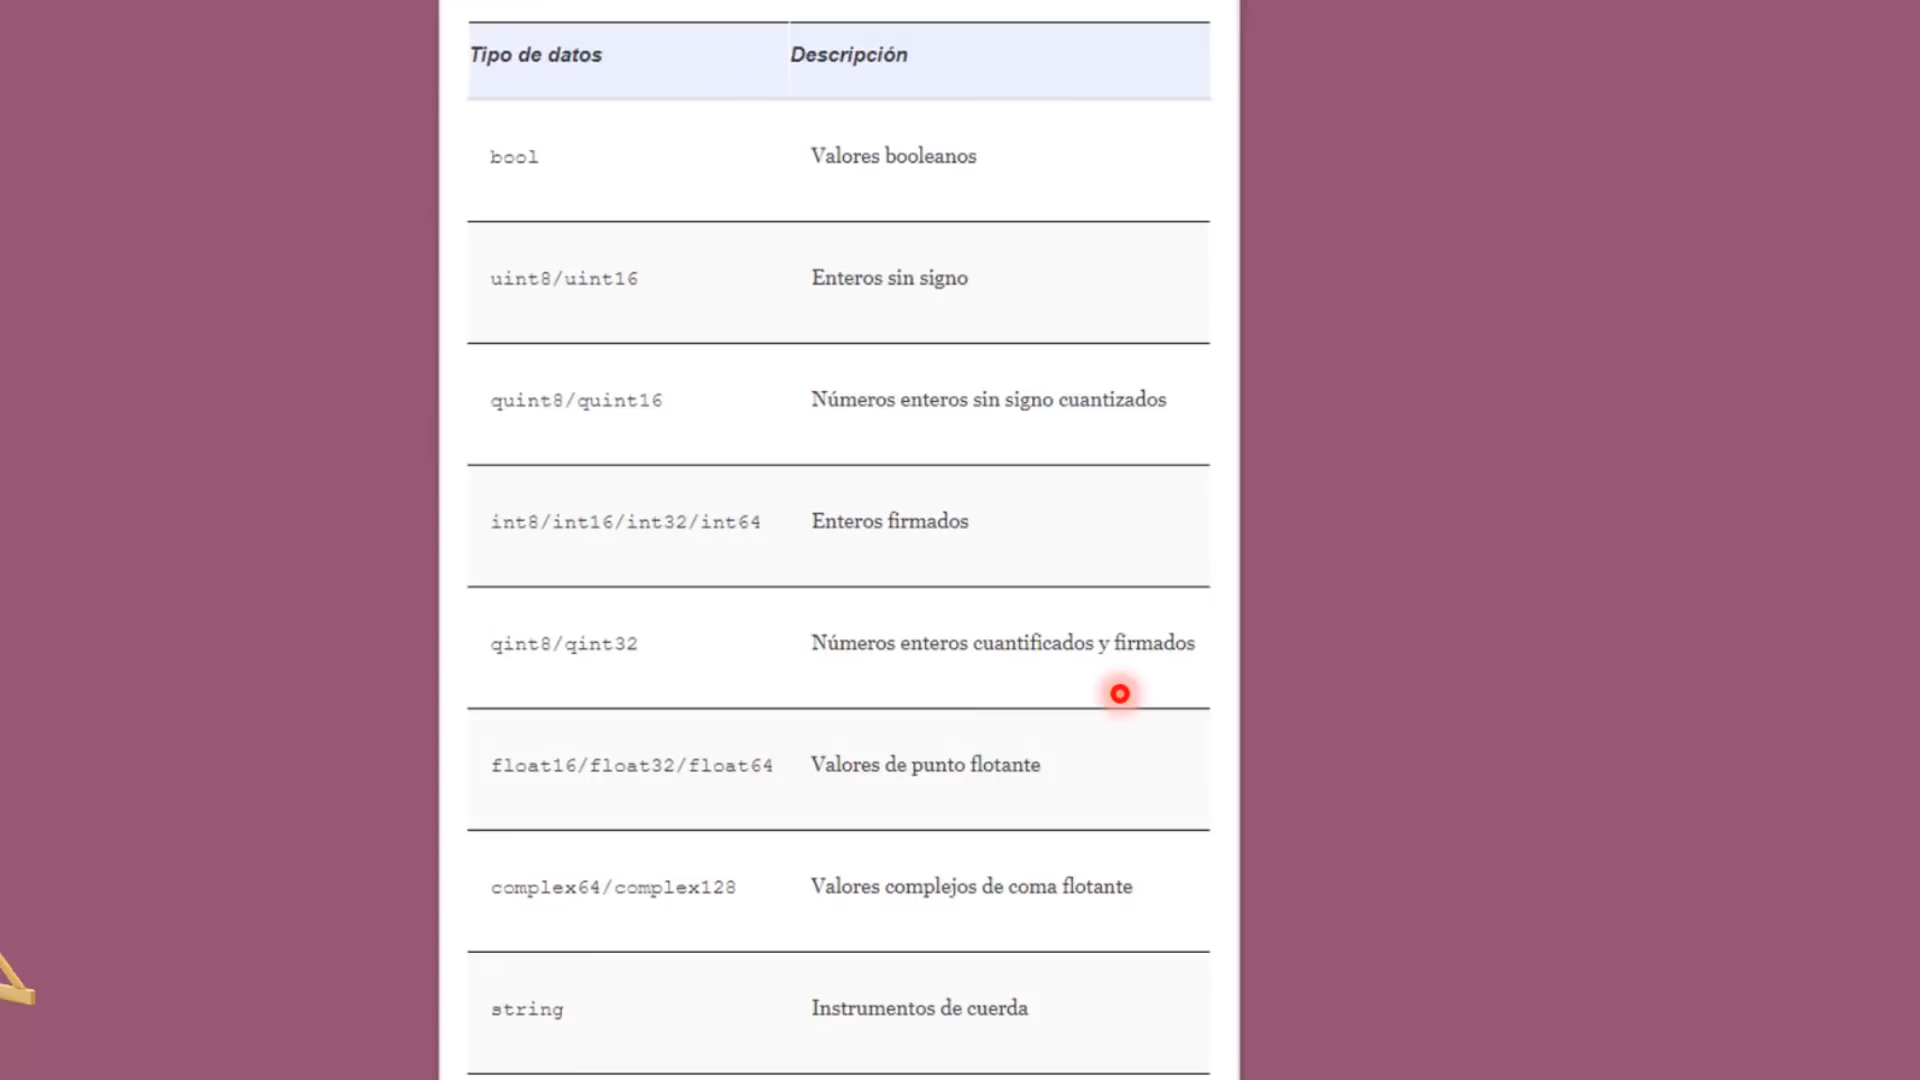 Tipo de datos Descripción
bool Valores booleanos
uint8/uint16 Enteros sin signo
quint8/quint16 Números enteros sin signo cuantizados
int8/int16/int32/int64 Enteros firmados
qint8/qint32 Números enteros cuantificados y firmados
float16/float32/float64 Valores de punto flotante
complex64/complex128 Valores complejos de coma flotante
string Instrumentos de cuerda